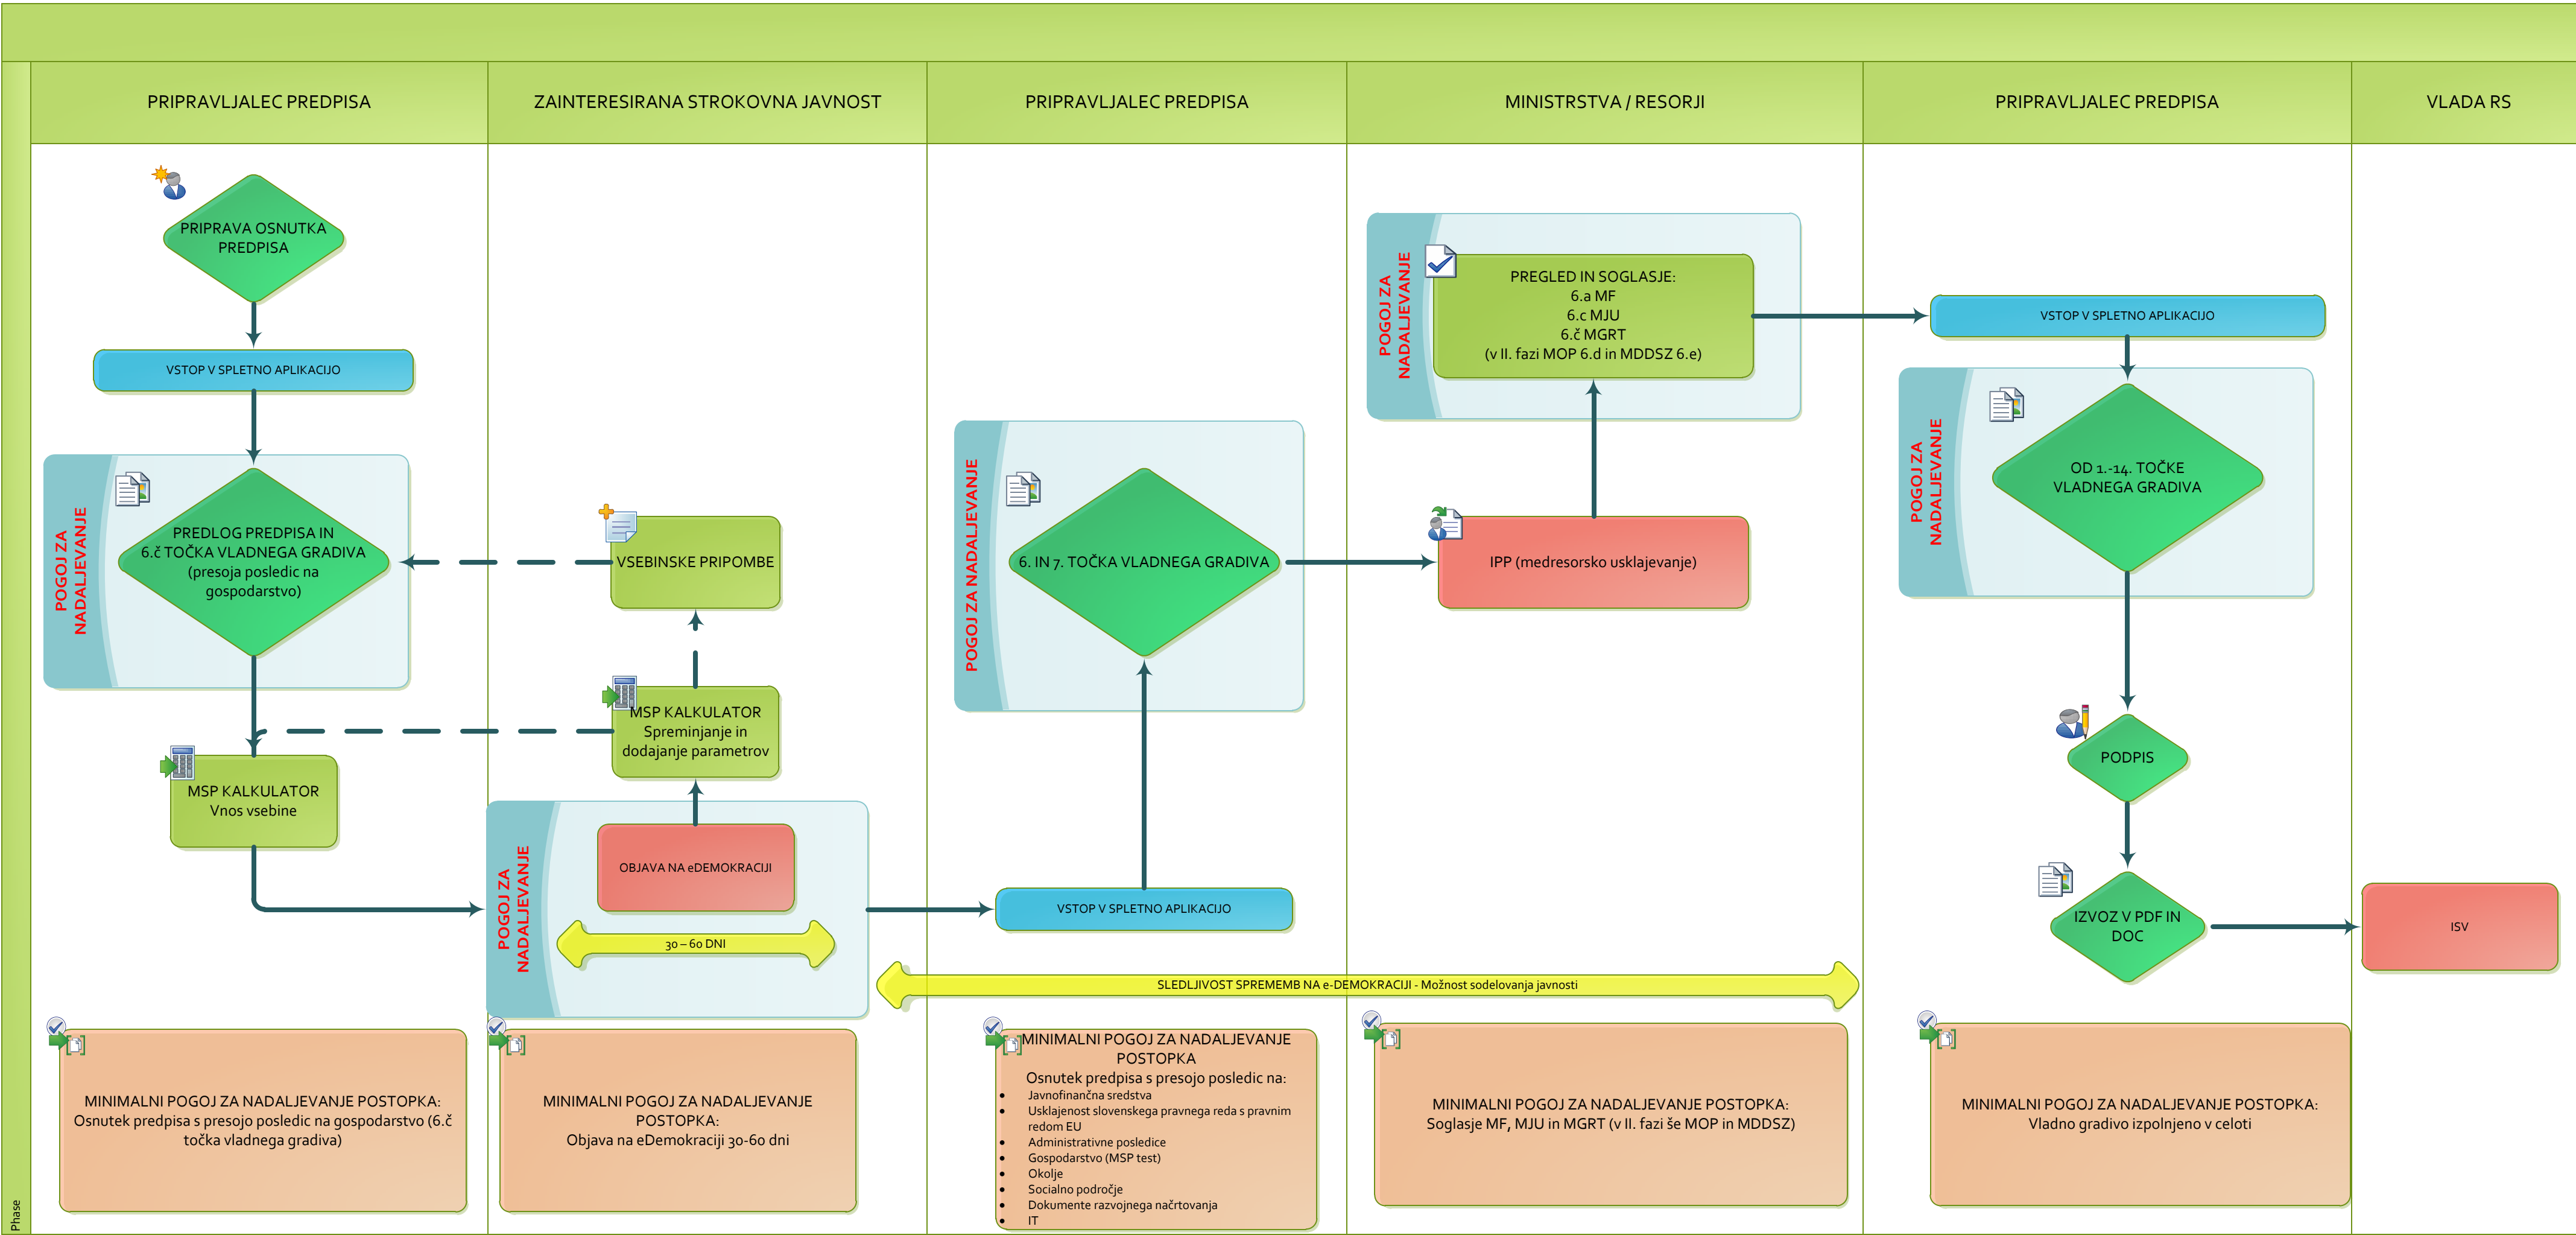 PRIPRAVLJALEC PREDPISA
ZAINTERESIRANA STROKOVNA JAVNOST
PRIPRAVLJALEC PREDPISA
MINISTRSTVA / RESORJI
PRIPRAVLJALEC PREDPISA
VLADA RS
Phase
PRIPRAVA OSNUTKA
PREDPISA
VSTOP V SPLETNO APLIKACIJO
POGOJ ZA
NADALJEVANJE
PREDLOG PREDPISA IN
6.č TOČKA VLADNEGA GRADIVA
(presoja posledic na
gospodarstvo)
MSP KALKULATOR
Vnos vsebine
MINIMALNI POGOJ ZA NADALJEVANJE POSTOPKA:
Osnutek predpisa s presojo posledic na gospodarstvo (6.č
točka vladnega gradiva)
VSEBINSKE PRIPOMBE
MSP KALKULATOR
Spreminjanje in
dodajanje parametrov
POGOJ ZA
NADALJEVANJE
OBJAVA NA eDEMOKRACIJI
30 – 60 DNI
MINIMALNI POGOJ ZA NADALJEVANJE
POSTOPKA:
Objava na eDemokraciji 30-60 dni
POGOJ ZA NADALJEVANJE
6. IN 7. TOČKA VLADNEGA GRADIVA
VSTOP V SPLETNO APLIKACIJO
SLEDLJIVOST SPREMEMB NA e-DEMOKRACIJI - Možnost sodelovanja javnosti
MINIMALNI POGOJ ZA NADALJEVANJE
POSTOPKA
Osnutek predpisa s presojo posledic na:
• Javnofinančna sredstva
• Usklajenost slovenskega pravnega reda s pravnim
redom EU
• Administrativne posledice
• Gospodarstvo (MSP test)
• Okolje
• Socialno področje
• Dokumente razvojnega načrtovanja
• IT
POGOJ ZA
NADALJEVANJE
PREGLED IN SOGLASJE:
6.a MF
6.c MJU
6.č MGRT
(v II. fazi MOP 6.d in MDDSZ 6.e)
IPP (medresorsko usklajevanje)
MINIMALNI POGOJ ZA NADALJEVANJE POSTOPKA:
Soglasje MF, MJU in MGRT (v II. fazi še MOP in MDDSZ)
VSTOP V SPLETNO APLIKACIJO
POGOJ ZA
NADALJEVANJE
OD 1.-14. TOČKE
VLADNEGA GRADIVA
PODPIS
IZVOZ V PDF IN
DOC
MINIMALNI POGOJ ZA NADALJEVANJE POSTOPKA:
Vladno gradivo izpolnjeno v celoti
ISV